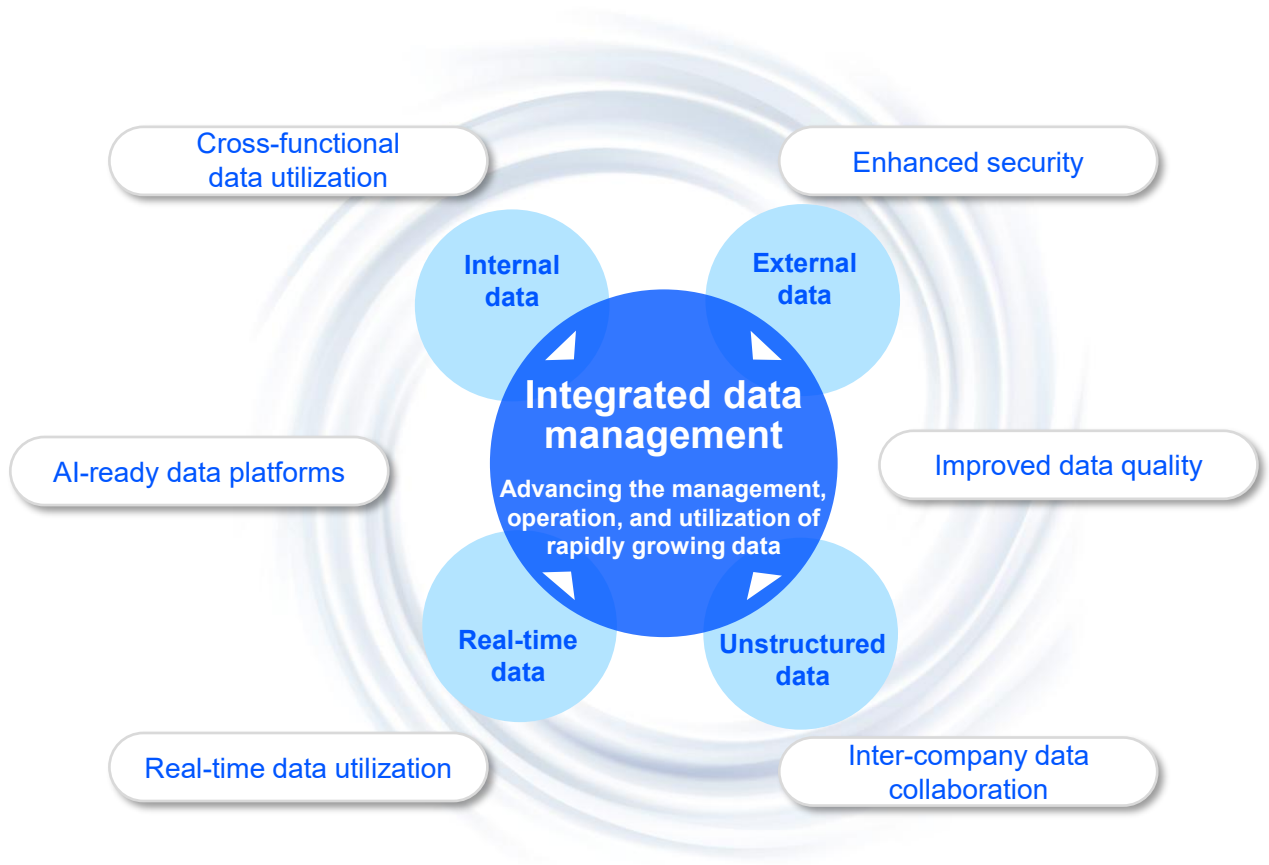 Cross-functional
data utilization
Enhanced security
Internal
data
External
data
Integrated data
management
Advancing the management,
operation, and utilization of
rapidly growing data
AI-ready data platforms
Improved data quality
Real-time
data
Unstructured
data
Real-time data utilization
Inter-company data
collaboration